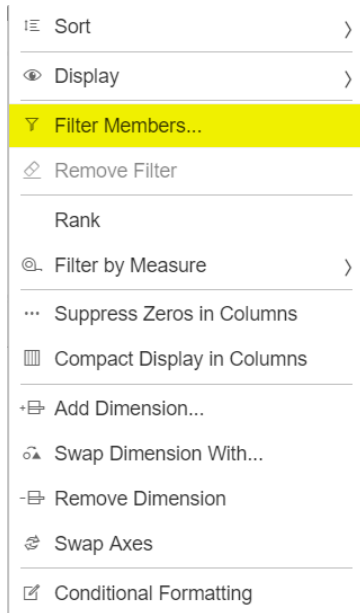 Sort
Display
Filter Members...
Remove Filter
Rank
Filter by Measure
Suppress Zeros in Columns
Compact Display in Columns
Add Dimension...
Swap Dimension With...
Remove Dimension
Swap Axes
Conditional Formatting